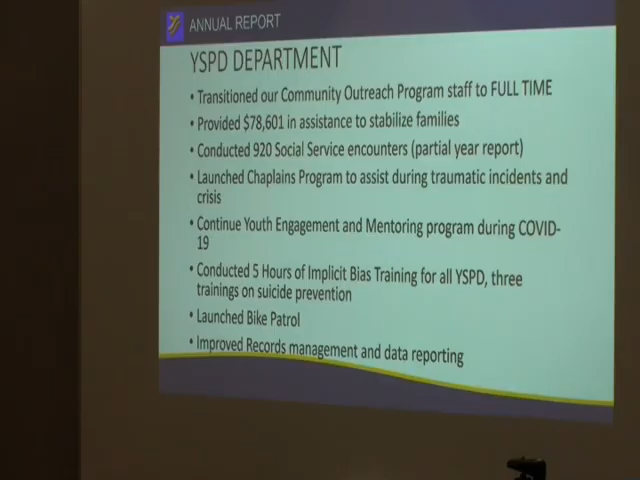 ANNUAL REPORT
YSPD DEPARTMENT
• Transitioned our Community Outreach Program staff to FULL TIME
• Provided $78,601 in assistance to stabilize families
• Conducted 920 Social Service encounters (partial year report)
• Launched Chaplains Program to assist during traumatic incidents and
crisis
• Continue Youth Engagement and Mentoring program during COVID-
19
• Conducted 5 Hours of Implicit Bias Training for all YSPD, three
trainings on suicide prevention
• Launched Bike Patrol
• Improved Records management and data reporting